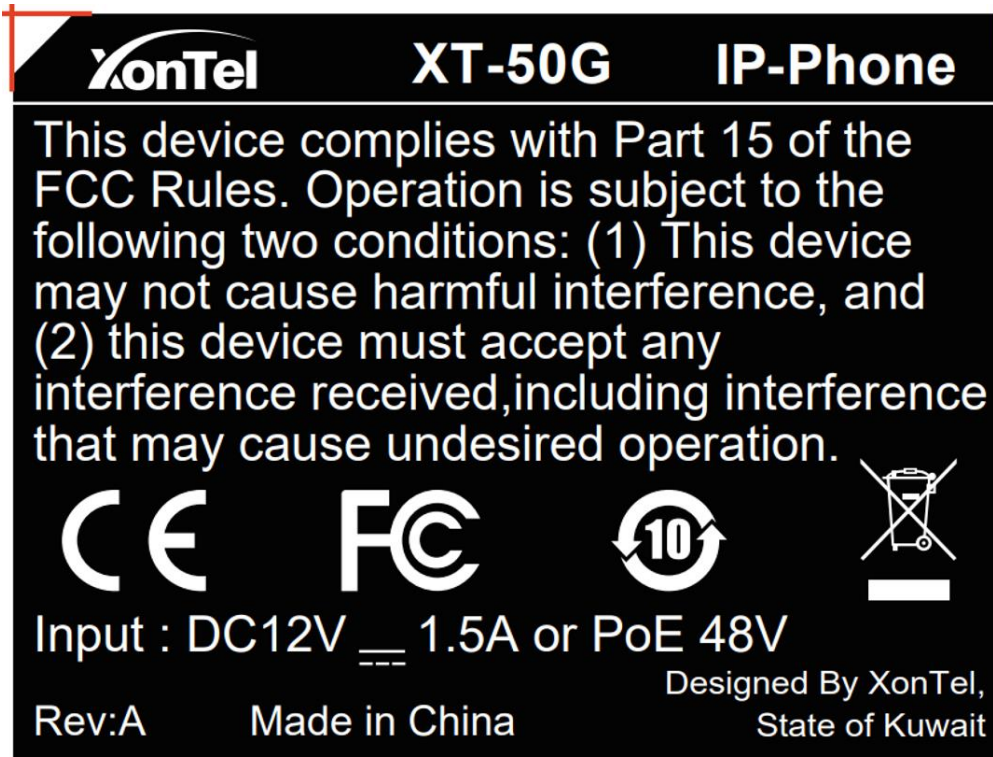 XonTel XT-50G IP-Phone
This device complies with Part 15 of the
FCC Rules. Operation is subject to the
following two conditions: (1) This device
may not cause harmful interference, and
(2) this device must accept any
interference received,including interference
that may cause undesired operation.
CE FC 10
Input : DC12V ⎓ 1.5A or PoE 48V
Designed By XonTel,
Rev:A Made in China State of Kuwait